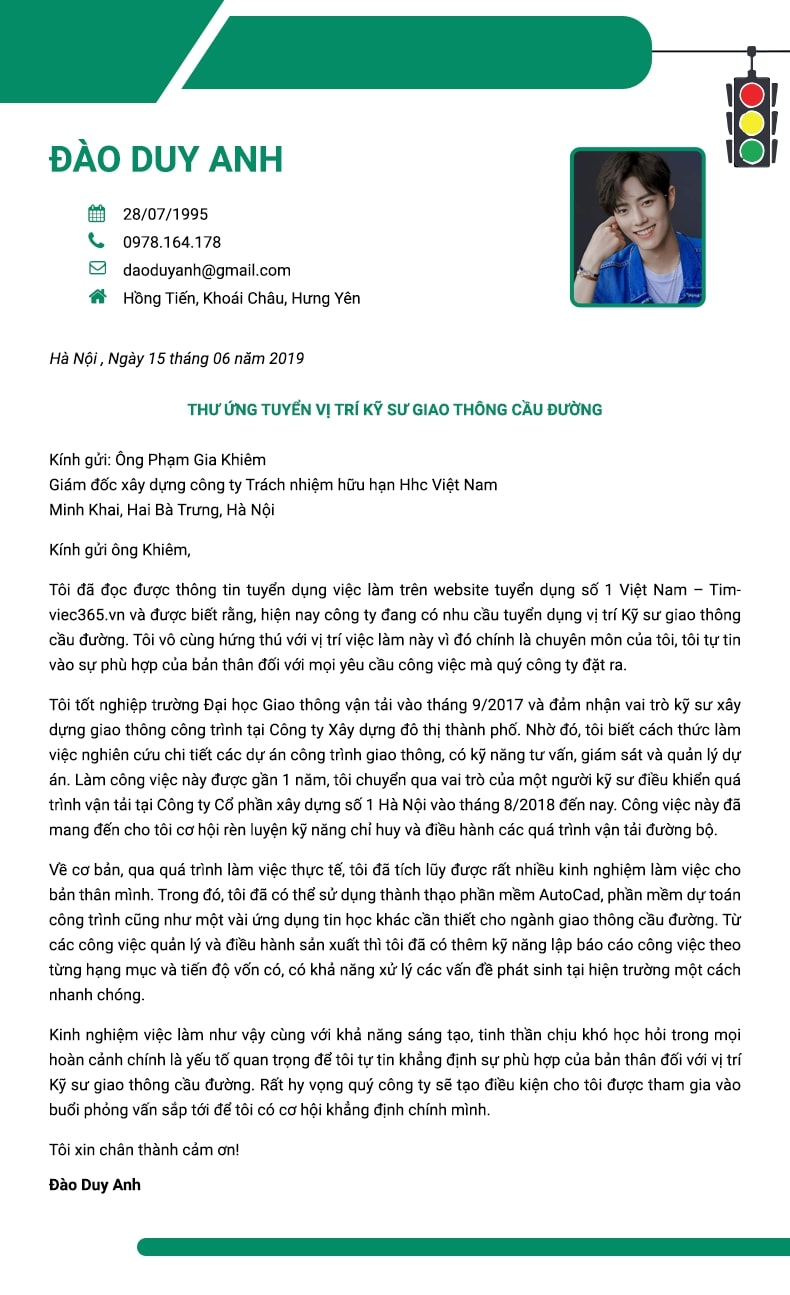 ĐÀO DUY ANH
28/07/1995
0978.164.178
daoduyanh@gmail.com
Hồng Tiến, Khoái Châu, Hưng Yên
Hà Nội , Ngày 15 tháng 06 năm 2019
THƯ ỨNG TUYỂN VỊ TRÍ KỸ SƯ GIAO THÔNG CẦU ĐƯỜNG
Kính gửi: Ông Phạm Gia Khiêm
Giám đốc xây dựng công ty Trách nhiệm hữu hạn Hhc Việt Nam
Minh Khai, Hai Bà Trưng, Hà Nội
Kính gửi ông Khiêm,
Tôi đã đọc được thông tin tuyển dụng việc làm trên website tuyển dụng số 1 Việt Nam – Tim-
viec365.vn và được biết rằng, hiện nay công ty đang có nhu cầu tuyển dụng vị trí Kỹ sư giao thông
cầu đường. Tôi vô cùng hứng thú với vị trí việc làm này vì đó chính là chuyên môn của tôi, tôi tự tin
vào sự phù hợp của bản thân đối với mọi yêu cầu công việc mà quý công ty đặt ra.
Tôi tốt nghiệp trường Đại học Giao thông vận tải vào tháng 9/2017 và đảm nhận vai trò kỹ sư xây
dựng giao thông công trình tại Công ty Xây dựng đô thị thành phố. Nhờ đó, tôi biết cách thức làm
việc nghiên cứu chi tiết các dự án công trình giao thông, có kỹ năng tư vấn, giám sát và quản lý dự
án. Làm công việc này được gần 1 năm, tôi chuyển qua vai trò của một người kỹ sư điều khiển quá
trình vận tải tại Công ty Cổ phần xây dựng số 1 Hà Nội vào tháng 8/2018 đến nay. Công việc này đã
mang đến cho tôi cơ hội rèn luyện kỹ năng chỉ huy và điều hành các quá trình vận tải đường bộ.
Về cơ bản, qua quá trình làm việc thực tế, tôi đã tích lũy được rất nhiều kinh nghiệm làm việc cho
bản thân mình. Trong đó, tôi đã có thể sử dụng thành thạo phần mềm AutoCad, phần mềm dự toán
công trình cũng như một vài ứng dụng tin học khác cần thiết cho ngành giao thông cầu đường. Từ
các công việc quản lý và điều hành sản xuất thì tôi đã có thêm kỹ năng lập báo cáo công việc theo
từng hạng mục và tiến độ vốn có, có khả năng xử lý các vấn đề phát sinh tại hiện trường một cách
nhanh chóng.
Kinh nghiệm việc làm như vậy cùng với khả năng sáng tạo, tinh thần chịu khó học hỏi trong mọi
hoàn cảnh chính là yếu tố quan trọng để tôi tự tin khẳng định sự phù hợp của bản thân đối với vị trí
Kỹ sư giao thông cầu đường. Rất hy vọng quý công ty sẽ tạo điều kiện cho tôi được tham gia vào
buổi phỏng vấn sắp tới để tôi có cơ hội khẳng định chính mình.
Tôi xin chân thành cảm ơn!
Đào Duy Anh